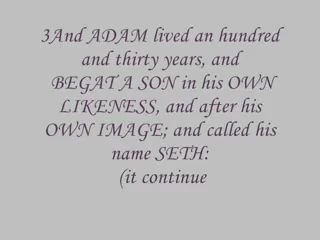 3And ADAM lived an hundred
and thirty years, and
BEGAT A SON in his OWN
LIKENESS, and after his
OWN IMAGE; and called his
name SETH:
(it continue